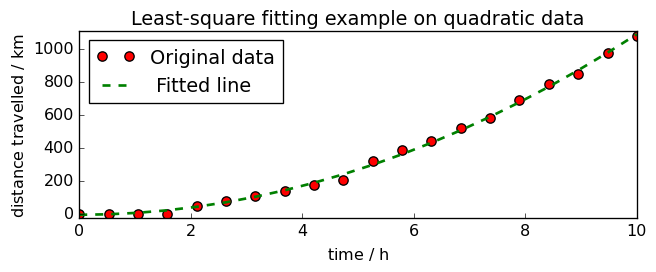 Least-square fitting example on quadratic data
distance travelled / km
1000
800
600
400
200
0
Original data
Fitted line
0 2 4 6 8 10
time / h